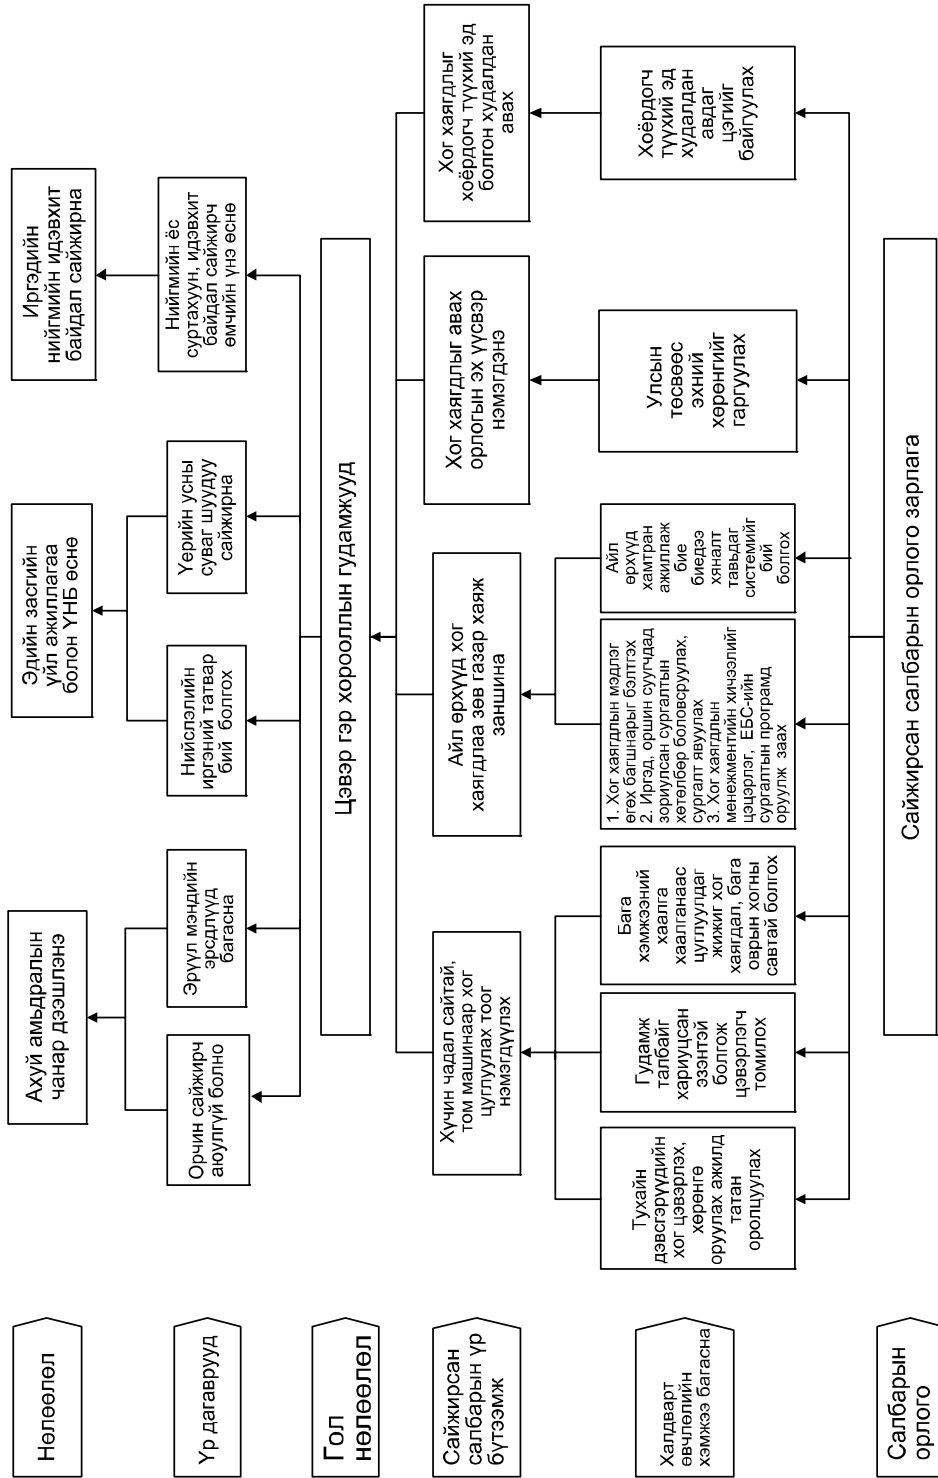 Нөлөөлөл
Ахуй амьдралын
чанар дээшлэнэ
Эдийн засгийн
үйл ажиллагаа
болон ҮНБ өснө
Иргэдийн
нийгмийн идэвхит
байдал сайжирна
Үр дагаврууд
Орчин сайжирч
аюулгүй болно
Эрүүл мэндийн
эрсдлүүд
багасна
Нийслэлийн
иргэний татвар
бий болгох
Үерийн усны
суваг шуудуу
сайжирна
Нийгмийн ёс
суртахуун, идэвхит
байдал сайжирч
өмчийн үнэ өснө
Гол
нөлөөлөл
Цэвэр гэр хорооллын гудамжууд
Сайжирсан
салбарын үр
бүтээмж
Хүчин чадал сайтай,
том машинаар хог
цуглуулах тоог
нэмэгдүүлэх
Айл өрхүүд хог
хаягдлаа зөв газар хаяж
заншина
Хог хаягдлыг авах
орлогын эх үүсвэр
нэмэгдэнэ
Хог хаягдлыг
хоёрдогч түүхий эд
болгон худалдан
авах
Халдварт
өвчлөлийн
хэмжээ багасна
Тухайн
дэвсгэрүүдийн
хог цэвэрлэх,
хөрөнгө
оруулах ажилд
татан
оролцуулах
Гудамж
талбайг
хариуцсан
эзэнтэй
болгож
цэвэрлэгч
томилох
Бага
хэмжээний
хаалга
хаалганаас
цуглуулдаг
жижиг хог
хаягдал, бага
оврын хогны
савтай болгох
1. Хог хаягдлын мэдлэг
өгөх багшнарыг бэлтгэх
2. Иргэд, оршин суугчдад
зориулсан сургалтын
хөтөлбөр боловсруулах,
сургалт явуулах
3. Хог хаягдлын
менежментийн хичээлийг
цэцэрлэг, ЕБС-ийн
сургалтын програмд
оруулж заах
Айл
өрхүүд
хамтран
ажиллаж
бие
биедээ
хяналт
тавьдаг
системийг
бий
болгох
Улсын
төсвөөс
эхний
хөрөнгийг
гаргуулах
Хоёрдогч
түүхий эд
худалдан
авдаг
цэгийг
байгуулах
Салбарын
орлого
Сайжирсан салбарын орлого зарлага